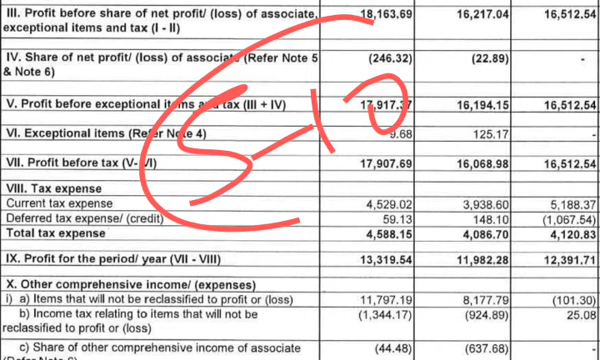 III. Profit before share of net profit/ (loss) of associate, 18,163.69 16,217.04 16,512.54
exceptional items and tax (I - II)
IV. Share of net profit/ (loss) of associate (Refer Note 5 (246.32) (22.89) -
& Note 6)
V. Profit before exceptional items and tax (III + IV) 17,917.37 16,194.15 16,512.54
VI. Exceptional items (Refer Note 4) 9.68 125.17 -
VII. Profit before tax (V- VI) 17,907.69 16,068.98 16,512.54
VIII. Tax expense
Current tax expense 4,529.02 3,938.60 5,188.37
Deferred tax expense/ (credit) 59.13 148.10 (1,067.54)
Total tax expense 4,588.15 4,086.70 4,120.83
IX. Profit for the period/ year (VII - VIII) 13,319.54 11,982.28 12,391.71
X. Other comprehensive income/ (expenses)
i) a) Items that will not be reclassified to profit or (loss) 11,797.19 8,177.79 (101.30)
b) Income tax relating to items that will not be (1,344.17) (924.89) 25.08
reclassified to profit or (loss)
c) Share of other comprehensive income of associate (44.48) (637.68) -
(Refer Note 6)